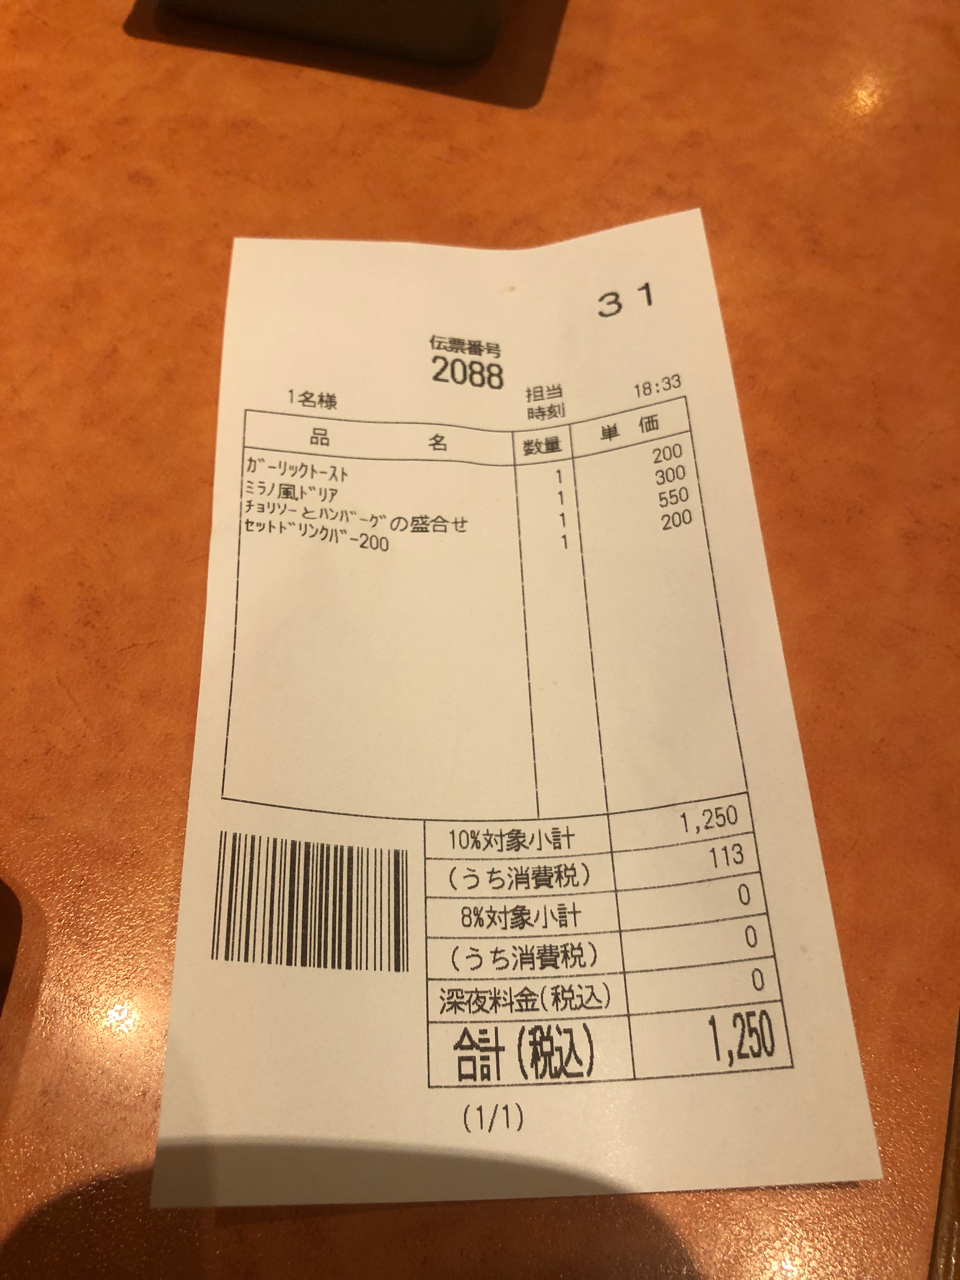 31
伝票番号
2088
1名様 担当
時刻 18:33
品 名 数量 単 価
ｶﾞｰﾘｯｸﾄｰｽﾄ 1 200
ﾐﾗﾉ風ﾄﾞﾘｱ 1 300
ﾁｮﾘｿｰとﾊﾝﾊﾞｰｸﾞの盛合せ 1 550
ｾｯﾄﾄﾞﾘﾝｸﾊﾞｰ200 1 200
10%対象小計 1,250
(うち消費税) 113
8%対象小計 0
(うち消費税) 0
深夜料金(税込) 0
合計(税込) 1,250
(1/1)